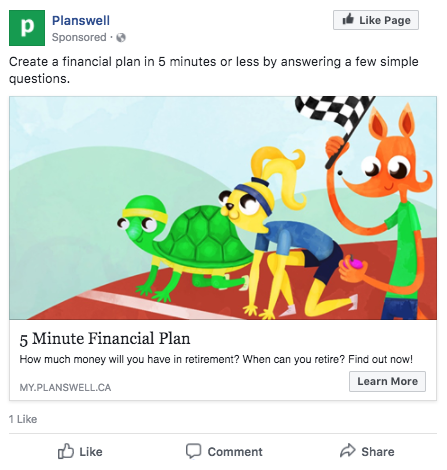 p
Planswell
Like Page
Sponsored ·
Create a financial plan in 5 minutes or less by answering a few simple
questions.
5 Minute Financial Plan
How much money will you have in retirement? When can you retire? Find out now!
MY.PLANSWELL.CA
Learn More
1 Like
Like
Comment
Share